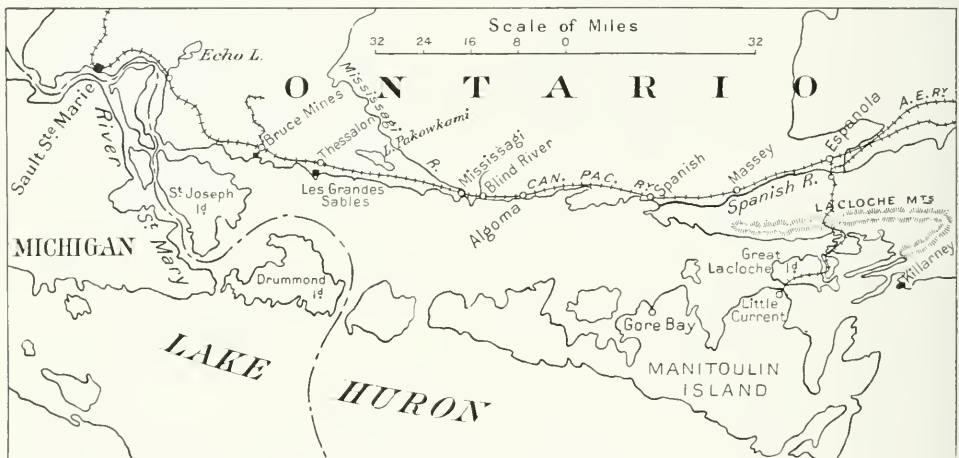 Scale of Miles
32 24 16 8 0 32
ONTARIO
Echo L.
Sault Ste Marie
River
St Mary
Bruce Mines
Thessalon
Les Grandes
Sables
Mississagi
R.
L. Pakowkami
Mississagi
Blind River
Algoma
CAN. PAC. RY.
Spanish
Massey
Spanish R.
Espanola
A.E.RY
LACLOCHE MTS
St Joseph
Id
MICHIGAN
Drummond
Id
Great
Lacloche Id
Killarney
Little
Current
Gore Bay
MANITOULIN
ISLAND
LAKE
HURON